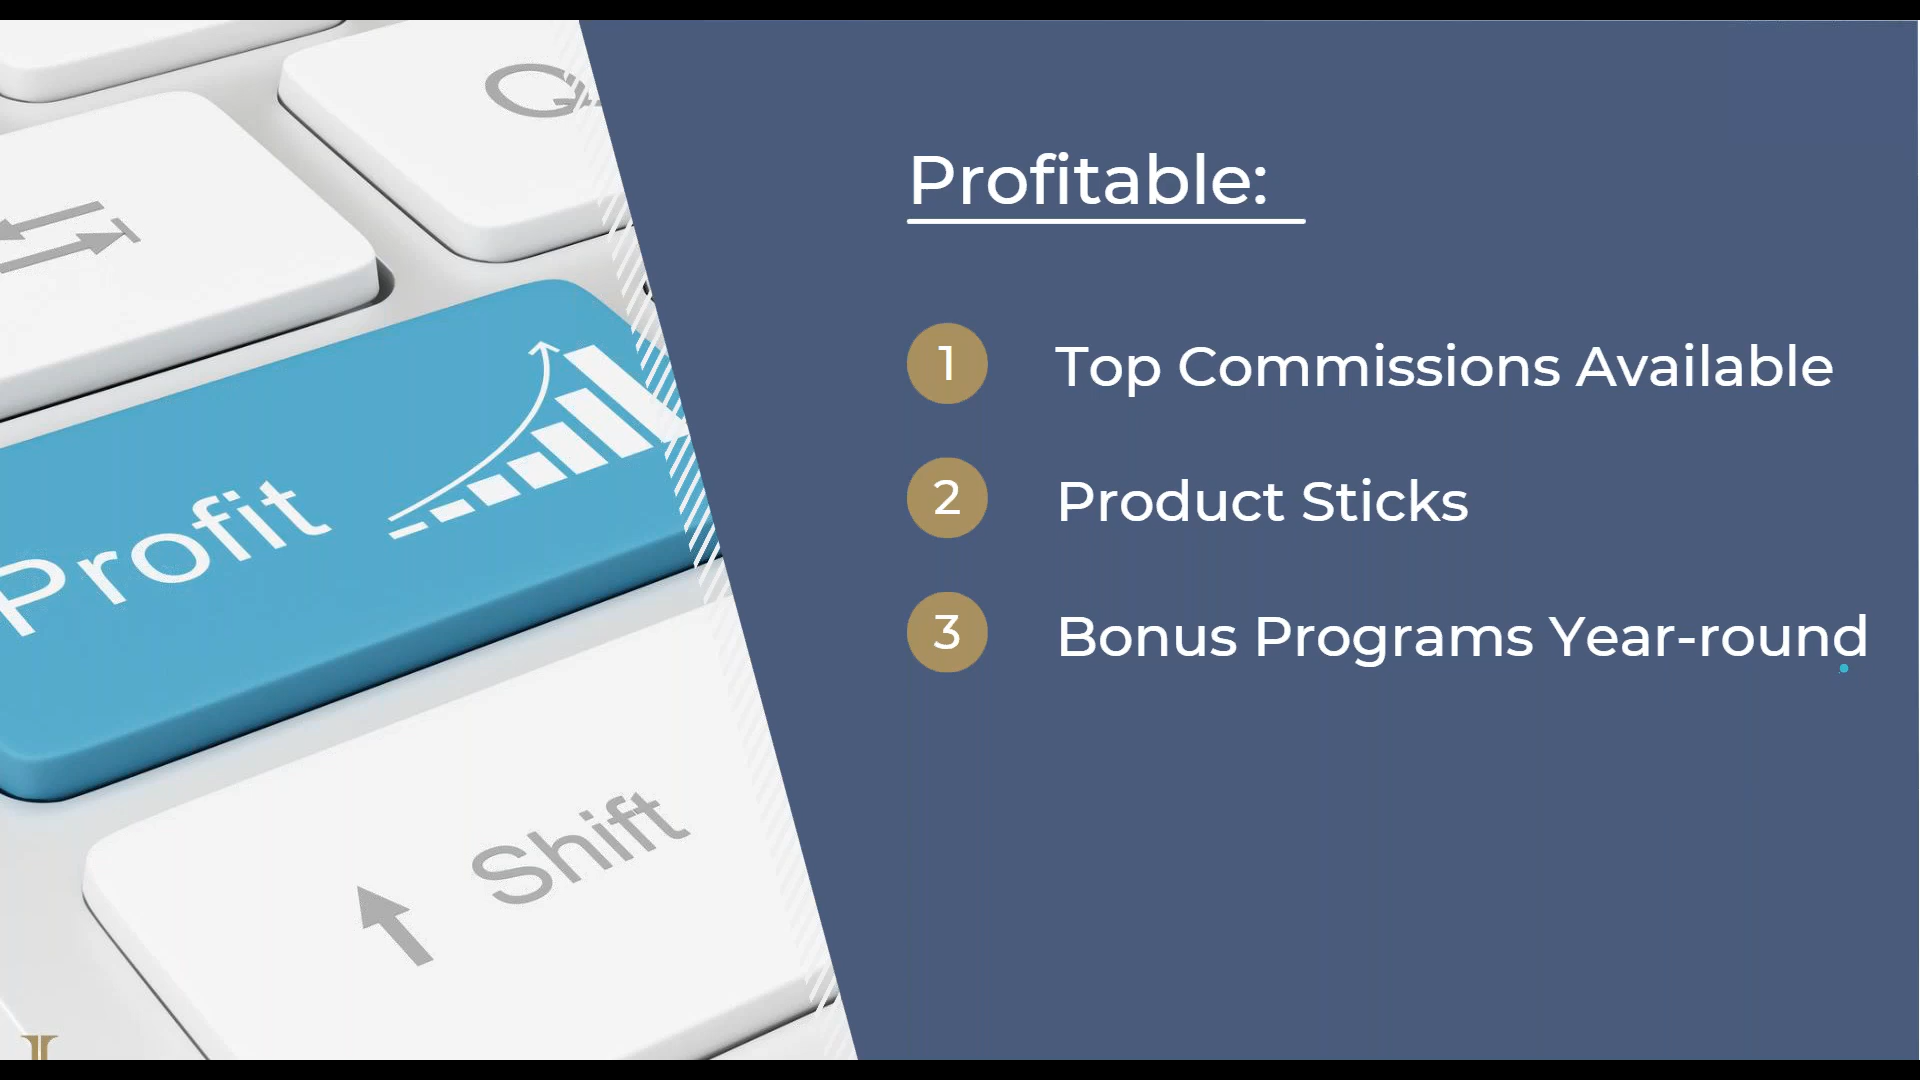 Q
Profit
Shift
Profitable:
1 Top Commissions Available
2 Product Sticks
3 Bonus Programs Year-round